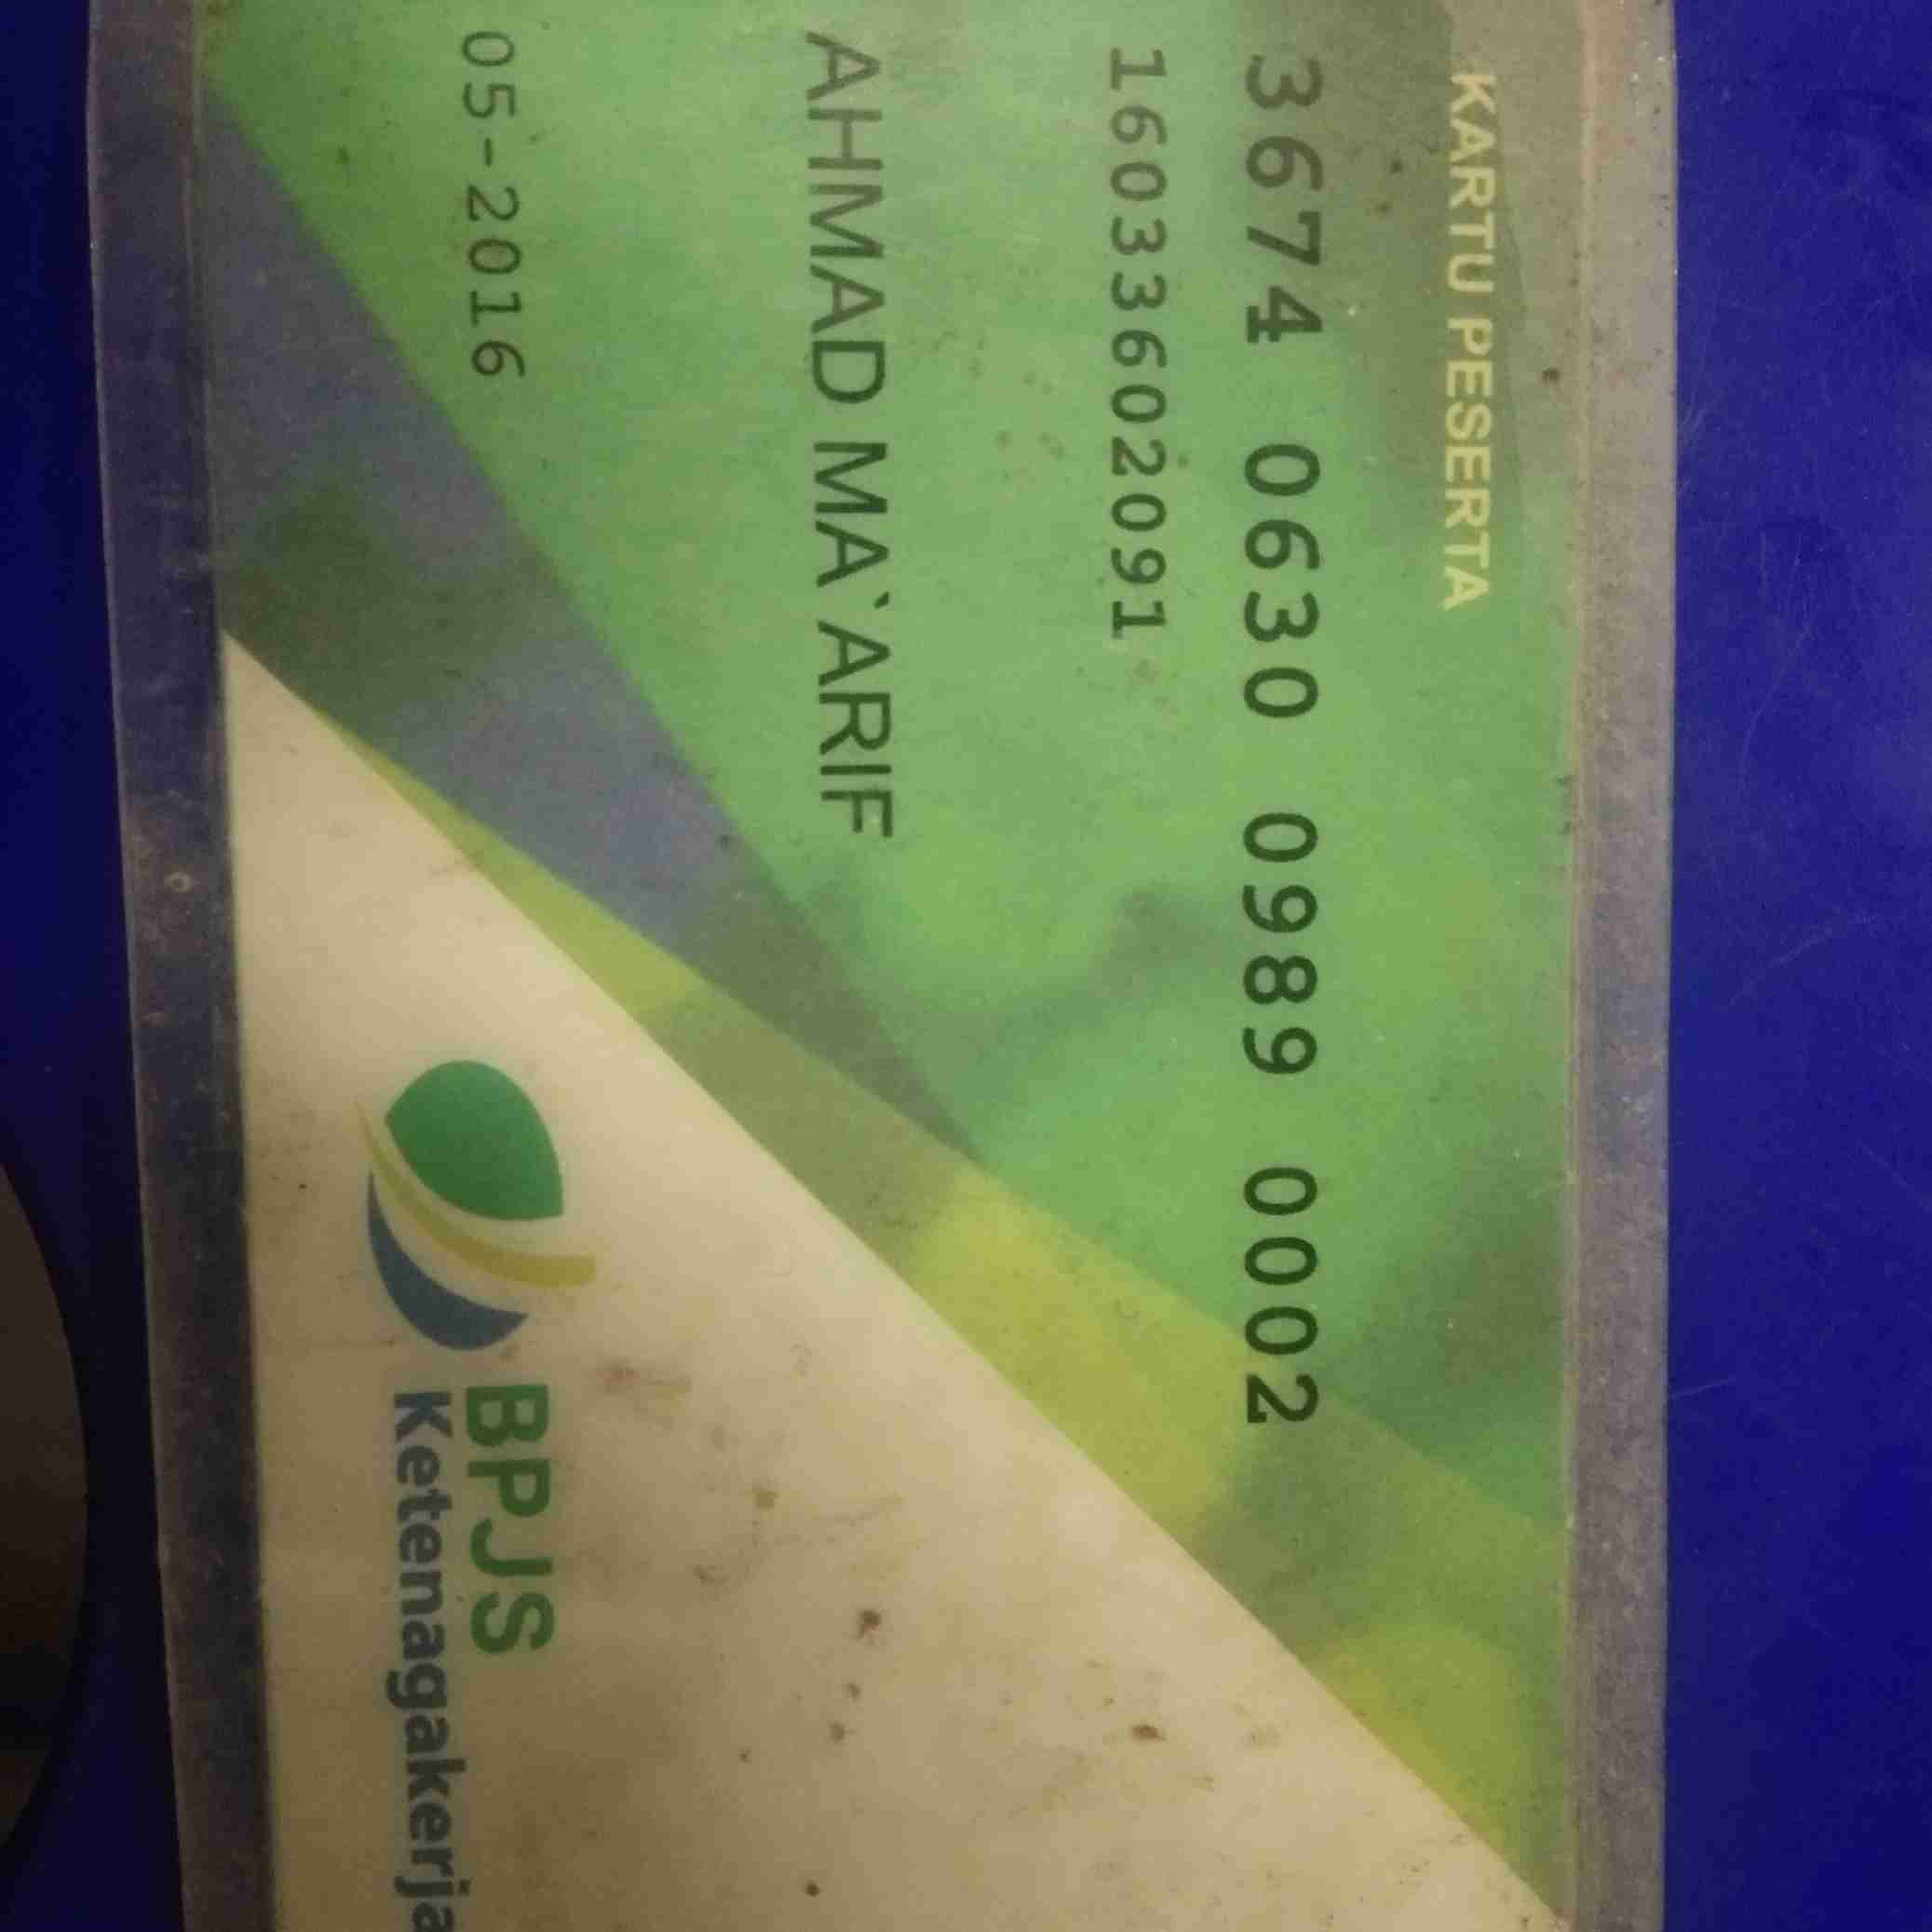 KARTU PESERTA
3674 0630 0989 0002
16033602091
AHMAD MA`ARIF
05-2016
BPJS
Ketenagakerja